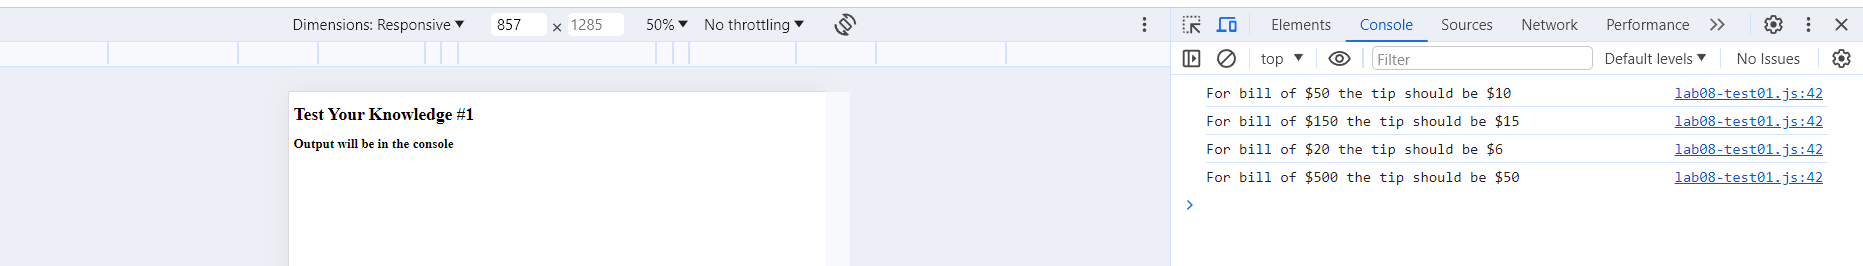 Dimensions: Responsive ▼ 857 × 1285 50% ▼ No throttling ▼
Test Your Knowledge #1
Output will be in the console
Elements Console Sources Network Performance
top ▼ Filter Default levels ▼ No Issues
For bill of $50 the tip should be $10 lab08-test01.js:42
For bill of $150 the tip should be $15 lab08-test01.js:42
For bill of $20 the tip should be $6 lab08-test01.js:42
For bill of $500 the tip should be $50 lab08-test01.js:42